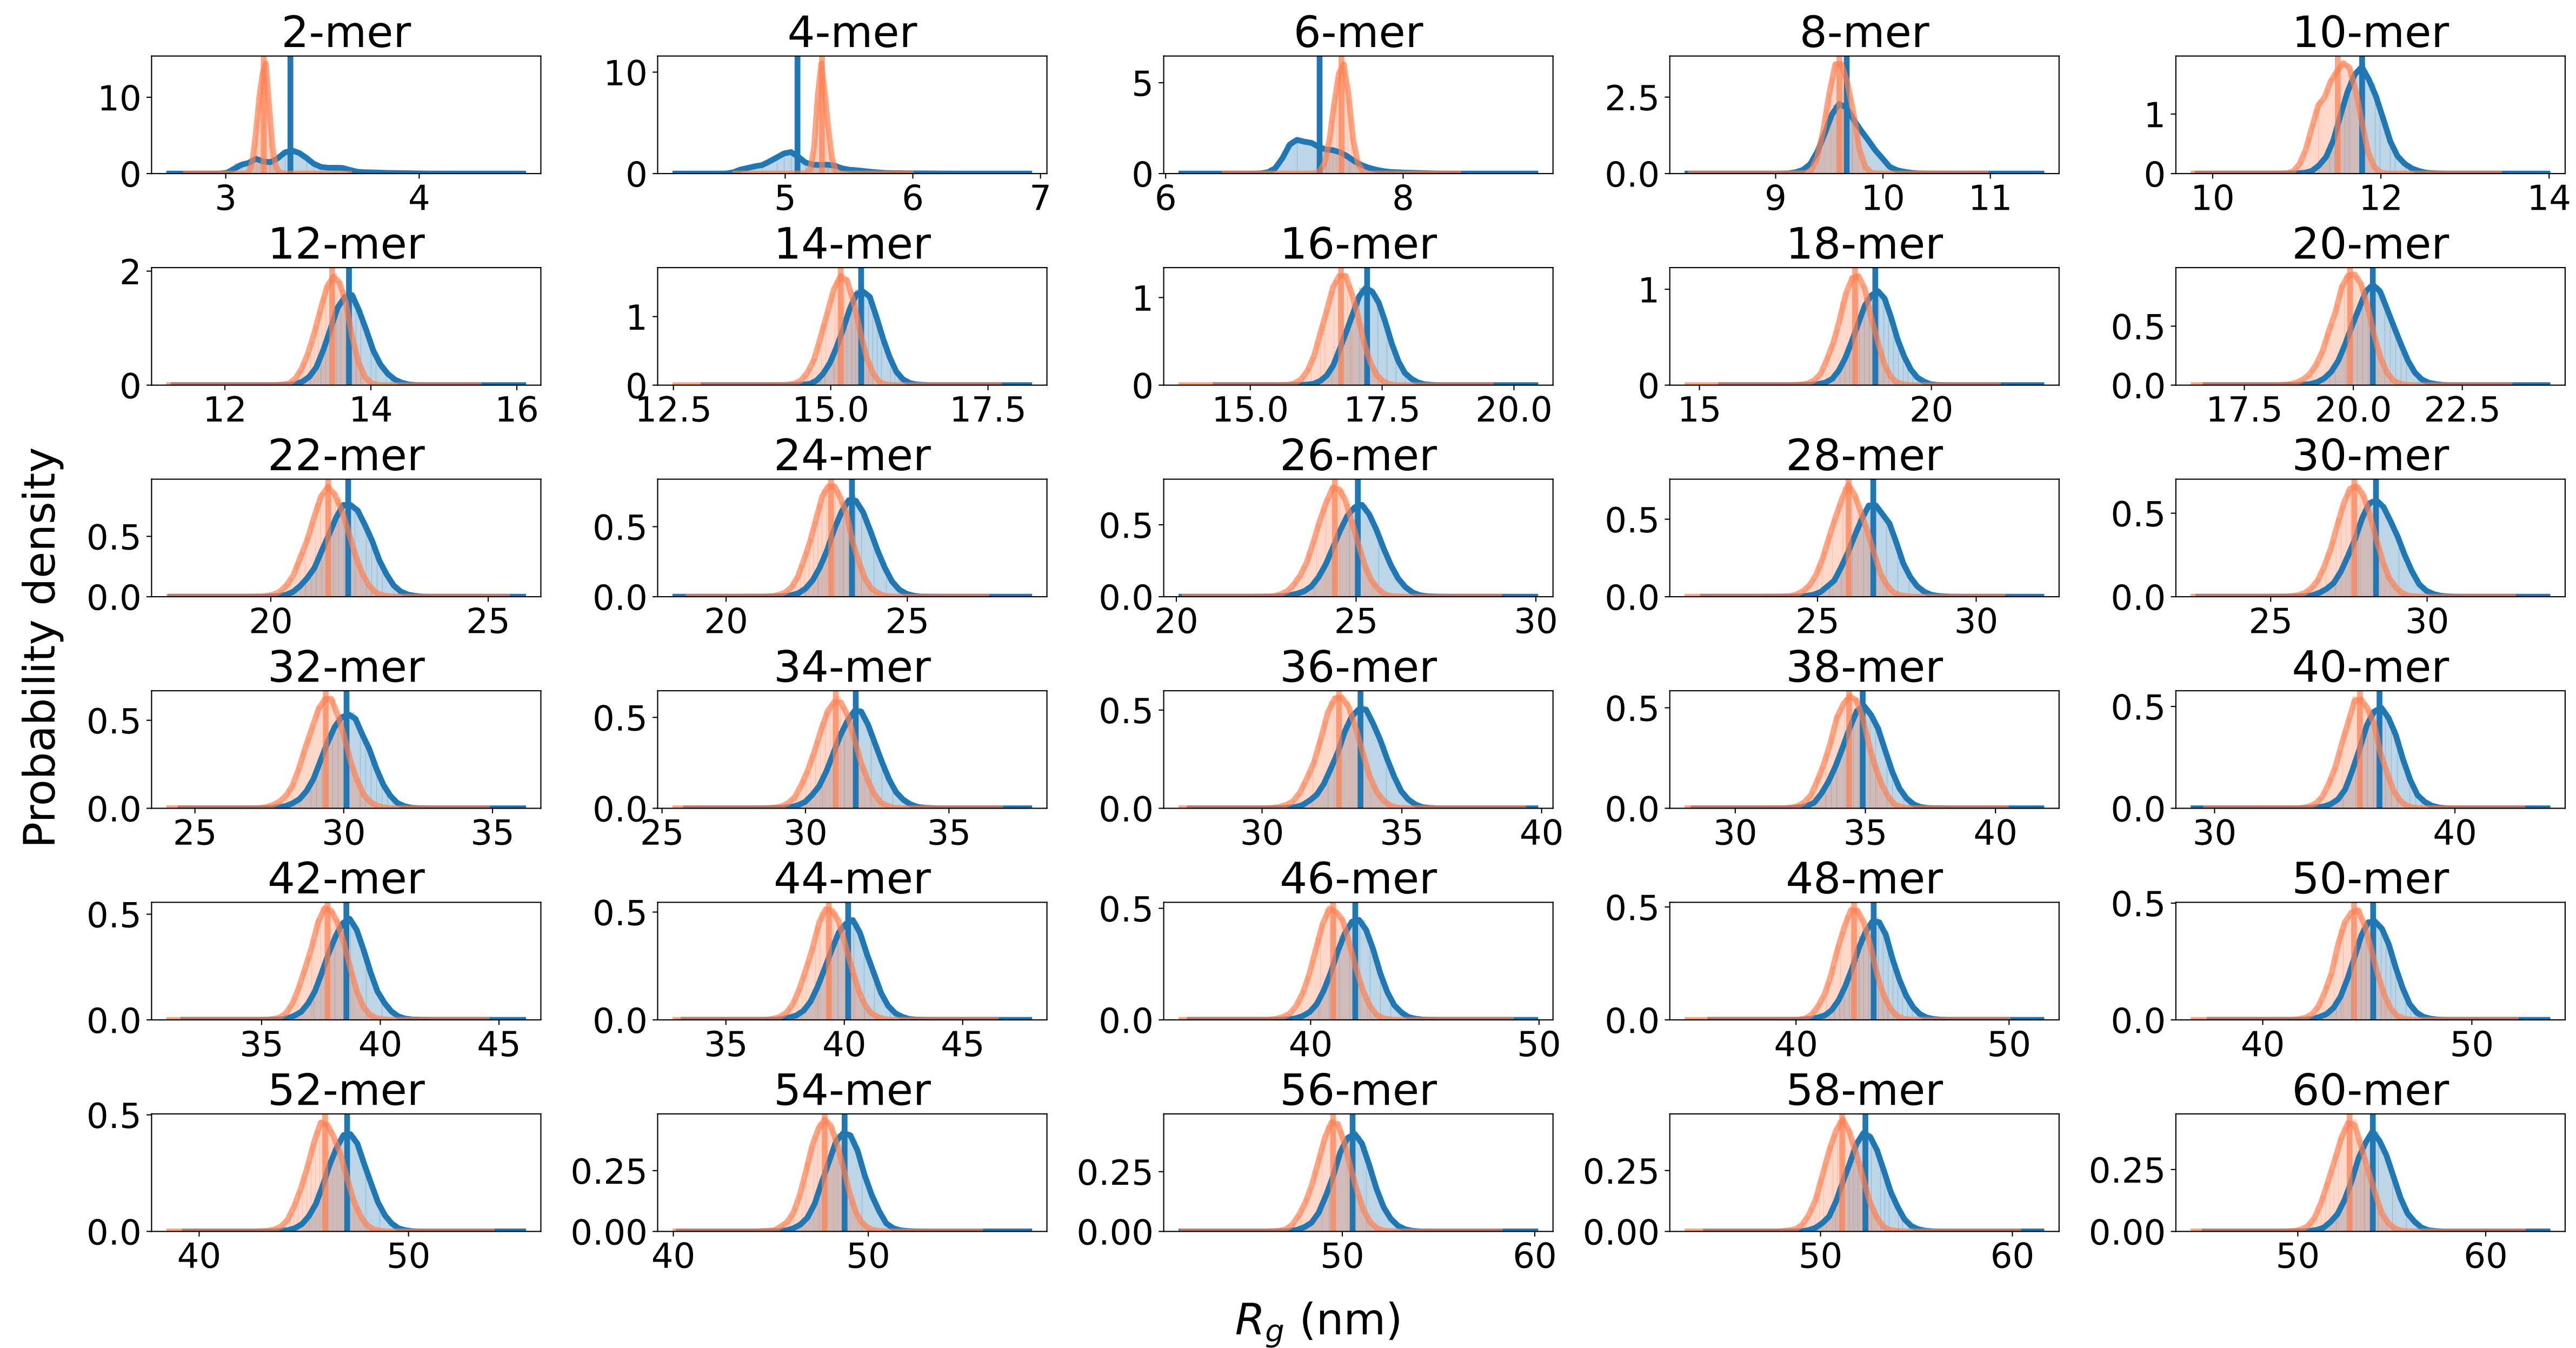 2-mer 4-mer 6-mer 8-mer 10-mer
10 10 5 2.5 1
0 0 0 0.0 0
3 4 5 6 7 6 8 9 10 11 10 12 14
12-mer 14-mer 16-mer 18-mer 20-mer
2 1 1 1 0.5
0 0 0 0 0.0
12 14 16 12.5 15.0 17.5 15.0 17.5 20.0 15 20 17.5 20.0 22.5
22-mer 24-mer 26-mer 28-mer 30-mer
0.5 0.5 0.5 0.5 0.5
0.0 0.0 0.0 0.0 0.0
20 25 20 25 20 25 30 25 30 25 30
32-mer 34-mer 36-mer 38-mer 40-mer
0.5 0.5 0.5 0.5 0.5
0.0 0.0 0.0 0.0 0.0
25 30 35 25 30 35 30 35 40 30 35 40 30 40
42-mer 44-mer 46-mer 48-mer 50-mer
0.5 0.5 0.5 0.5 0.5
0.0 0.0 0.0 0.0 0.0
35 40 45 35 40 45 40 50 40 50 40 50
52-mer 54-mer 56-mer 58-mer 60-mer
0.5 0.25 0.25 0.25 0.25
0.0 0.00 0.00 0.00 0.00
40 50 40 50 50 60 50 60 50 60
Probability density
R_g (nm)